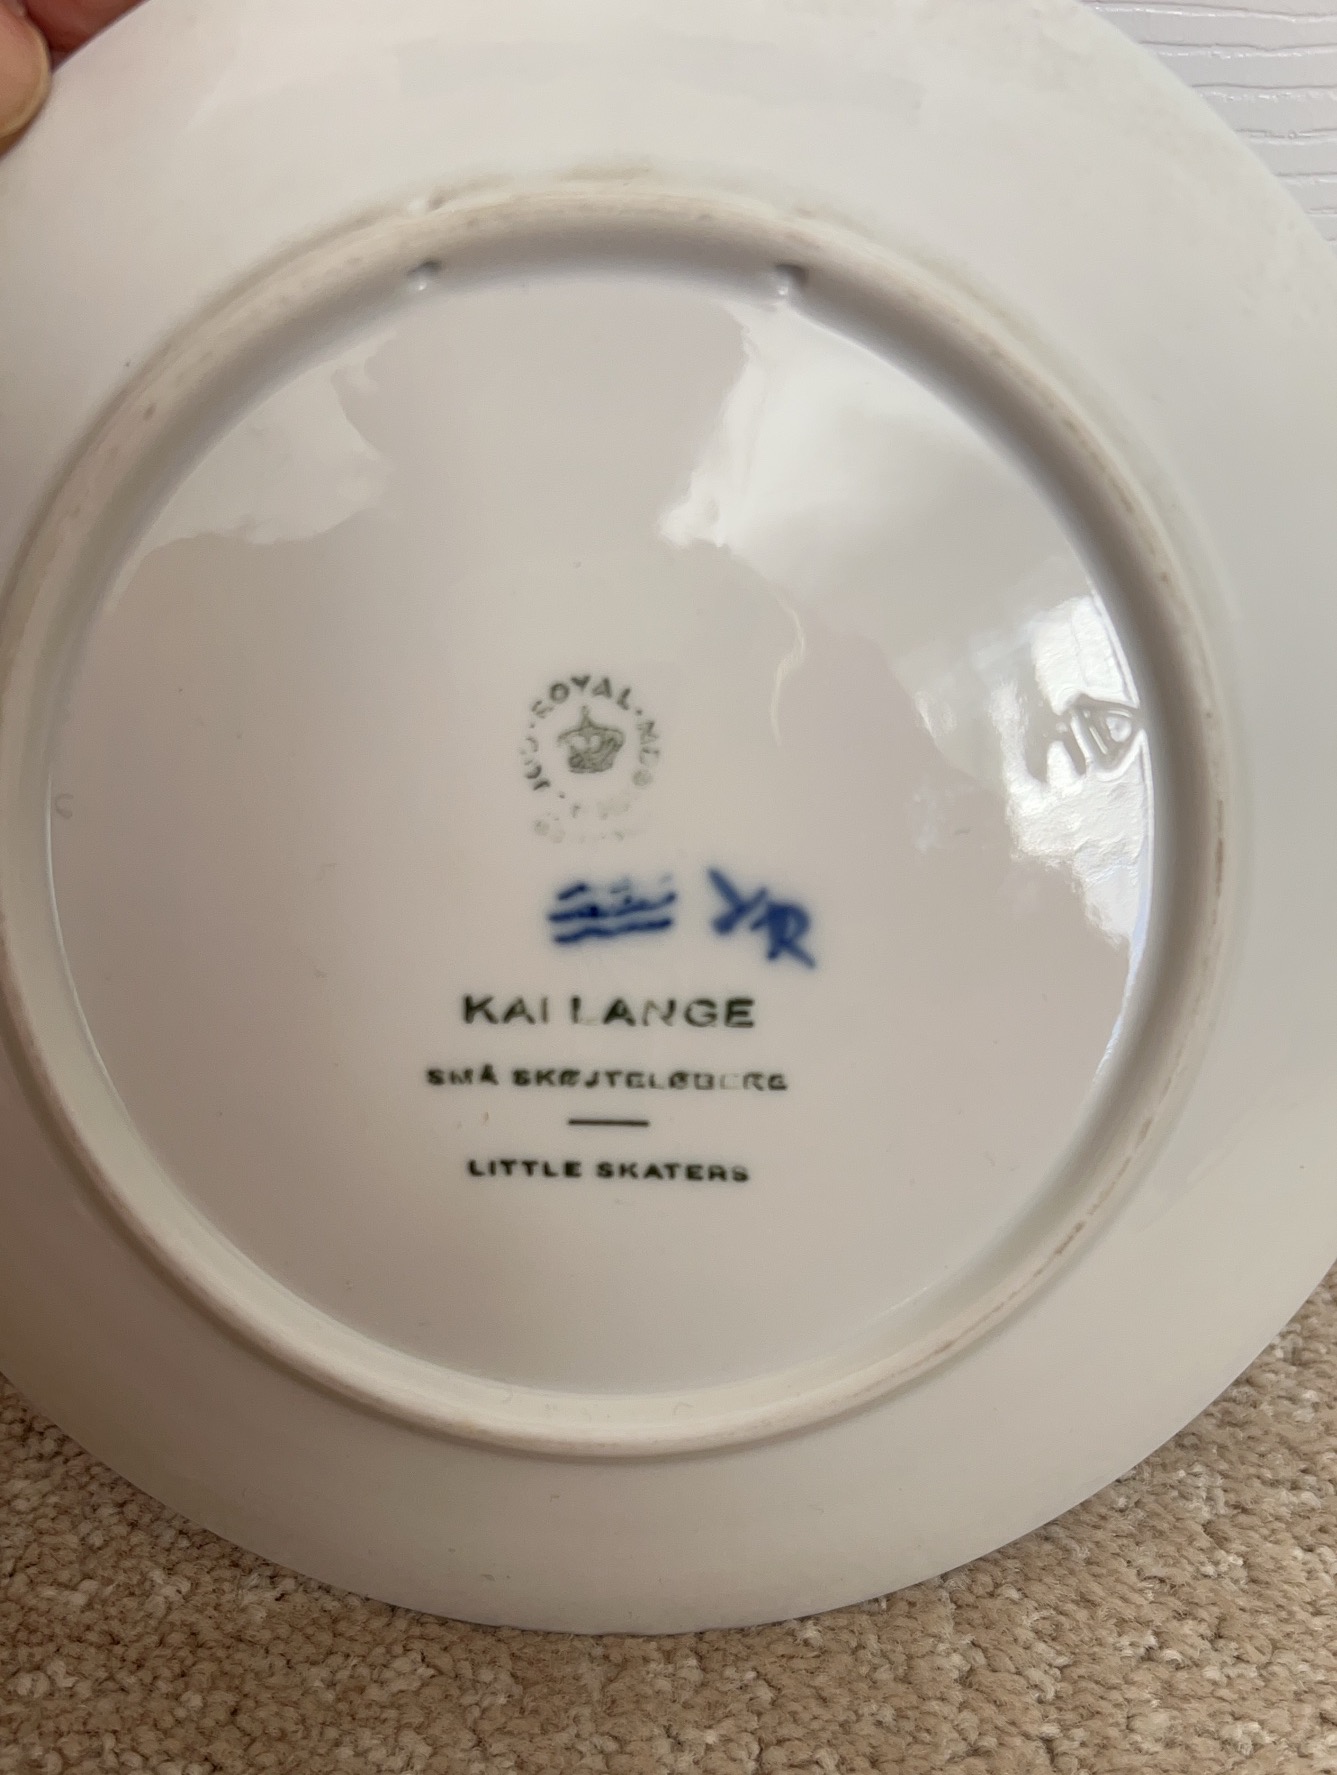 ROYAL
KAI LANGE
SMÅ SKØJTELØBERE
LITTLE SKATERS